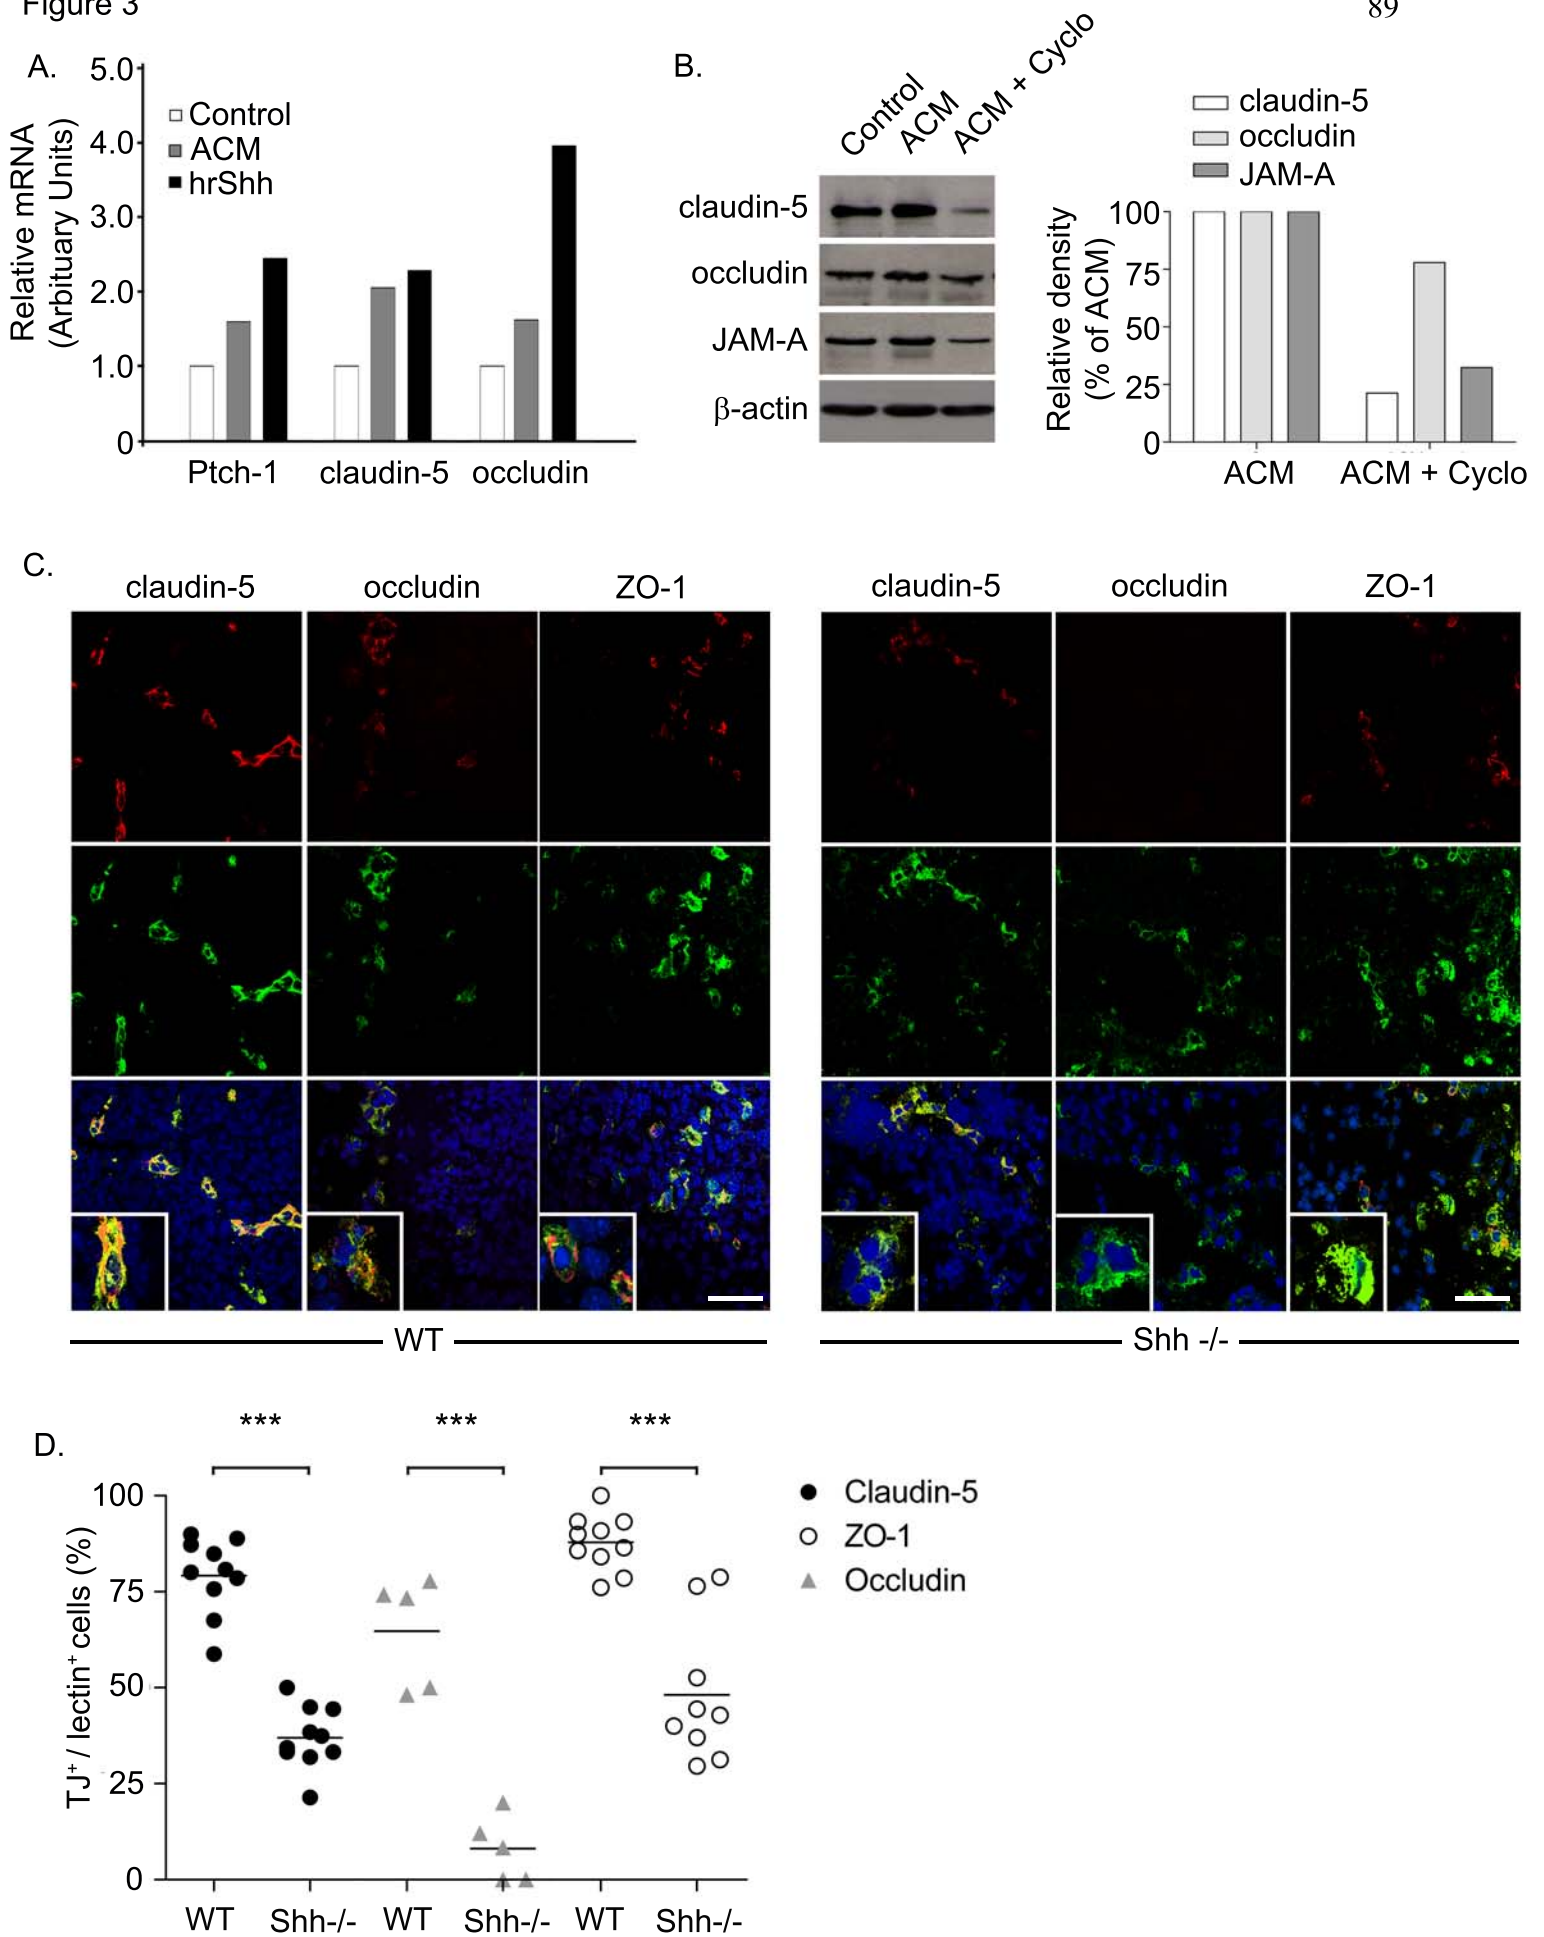 Figure 3
89
A.
5.0
4.0
3.0
2.0
1.0
0
Relative mRNA
(Arbituary Units)
Control
ACM
hrShh
Ptch-1 claudin-5 occludin
B.
Control ACM ACM + Cyclo
claudin-5
occludin
JAM-A
β-actin
claudin-5
occludin
JAM-A
Relative density
(% of ACM)
100
75
50
25
0
ACM ACM + Cyclo
C.
claudin-5 occludin ZO-1 claudin-5 occludin ZO-1
WT Shh -/-
D.
*** *** ***
TJ+ / lectin+ cells (%)
100
75
50
25
0
Claudin-5
ZO-1
Occludin
WT Shh-/- WT Shh-/- WT Shh-/-